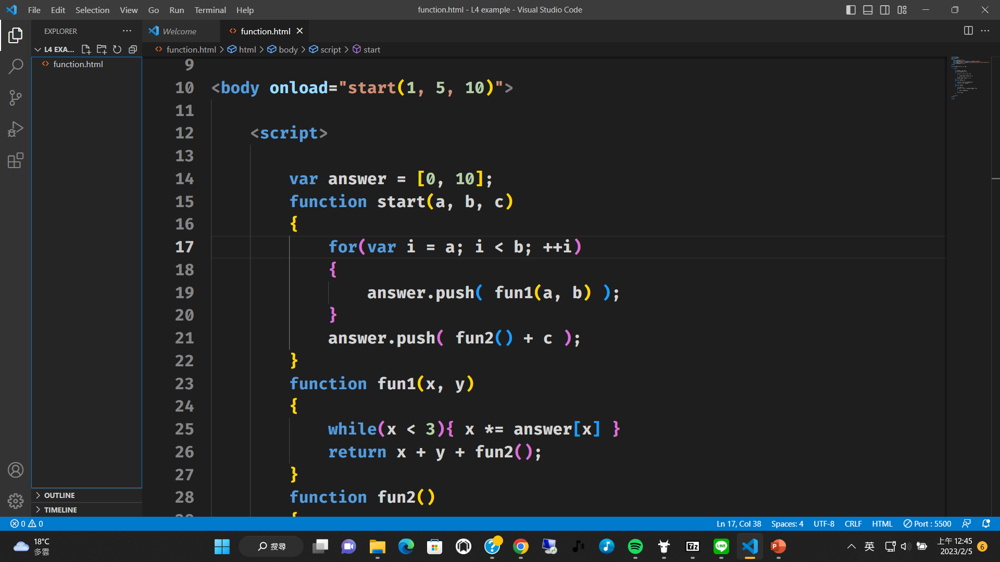 File Edit Selection View Go Run Terminal Help
function.html - L4 example - Visual Studio Code
EXPLORER
Welcome
function.html
L4 EXA...
function.html > html > body > script > start
function.html
9
10 <body onload="start(1, 5, 10)">
11
12 <script>
13
14 var answer = [0, 10];
15 function start(a, b, c)
16 {
17 for(var i = a; i < b; ++i)
18 {
19 answer.push( fun1(a, b) );
20 }
21 answer.push( fun2() + c );
22 }
23 function fun1(x, y)
24 {
25 while(x < 3){ x *= answer[x] }
26 return x + y + fun2();
27 }
28 function fun2()
OUTLINE
TIMELINE
0 0
Ln 17, Col 38 Spaces: 4 UTF-8 CRLF HTML Port : 5500
18°C
多雲
搜尋
LINE
英
上午 12:45
2023/2/5
6